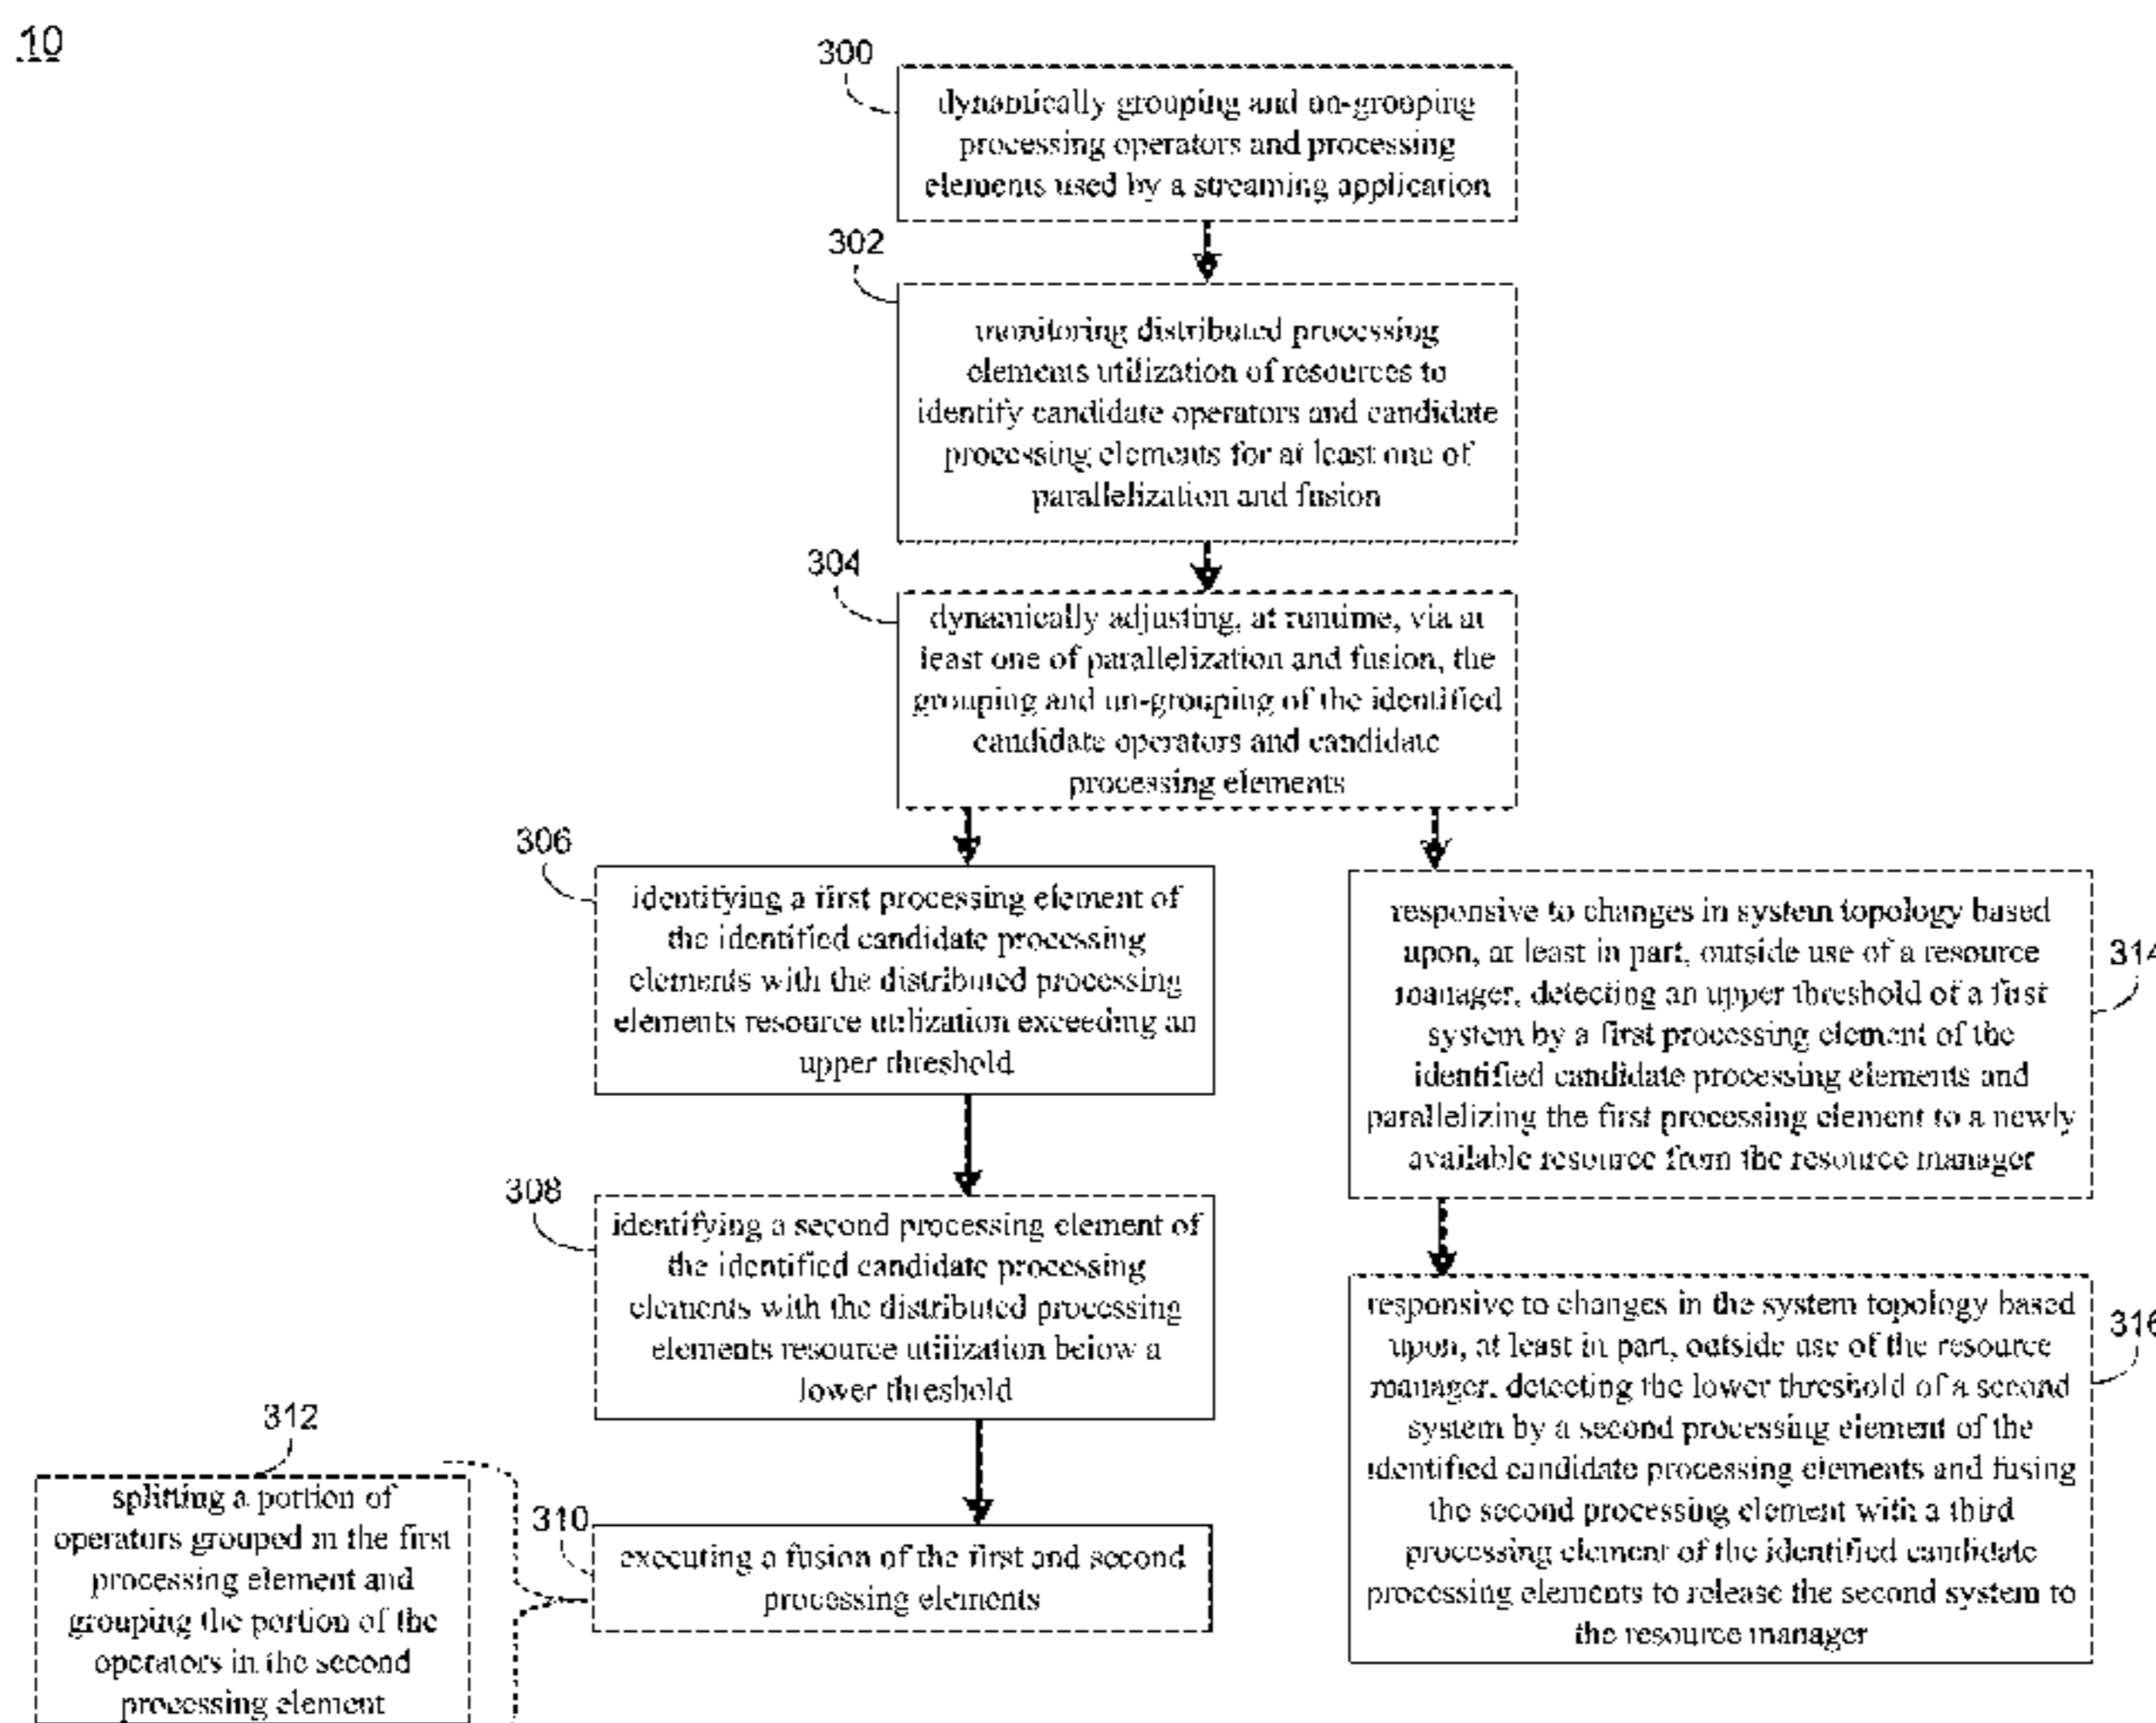 10
300
dynamically grouping and un-grouping
processing operators and processing
elements used by a streaming application
302
monitoring distributed processing
elements utilization of resources to
identify candidate operators and candidate
processing elements for at least one of
parallelization and fusion
304
dynamically adjusting, at runtime, via at
least one of parallelization and fusion, the
grouping and un-grouping of the identified
candidate operators and candidate
processing elements
306
identifying a first processing element of
the identified candidate processing
elements with the distributed processing
elements resource utilization exceeding an
upper threshold
308
identifying a second processing element of
the identified candidate processing
elements with the distributed processing
elements resource utilization below a
lower threshold
310
executing a fusion of the first and second
processing elements
312
splitting a portion of
operators grouped in the first
processing element and
grouping the portion of the
operators in the second
processing element
314
responsive to changes in system topology based
upon, at least in part, outside use of a resource
manager, detecting an upper threshold of a first
system by a first processing element of the
identified candidate processing elements and
parallelizing the first processing element to a newly
available resource from the resource manager
316
responsive to changes in the system topology based
upon, at least in part, outside use of the resource
manager, detecting the lower threshold of a second
system by a second processing element of the
identified candidate processing elements and fusing
the second processing element with a third
processing element of the identified candidate
processing elements to release the second system to
the resource manager